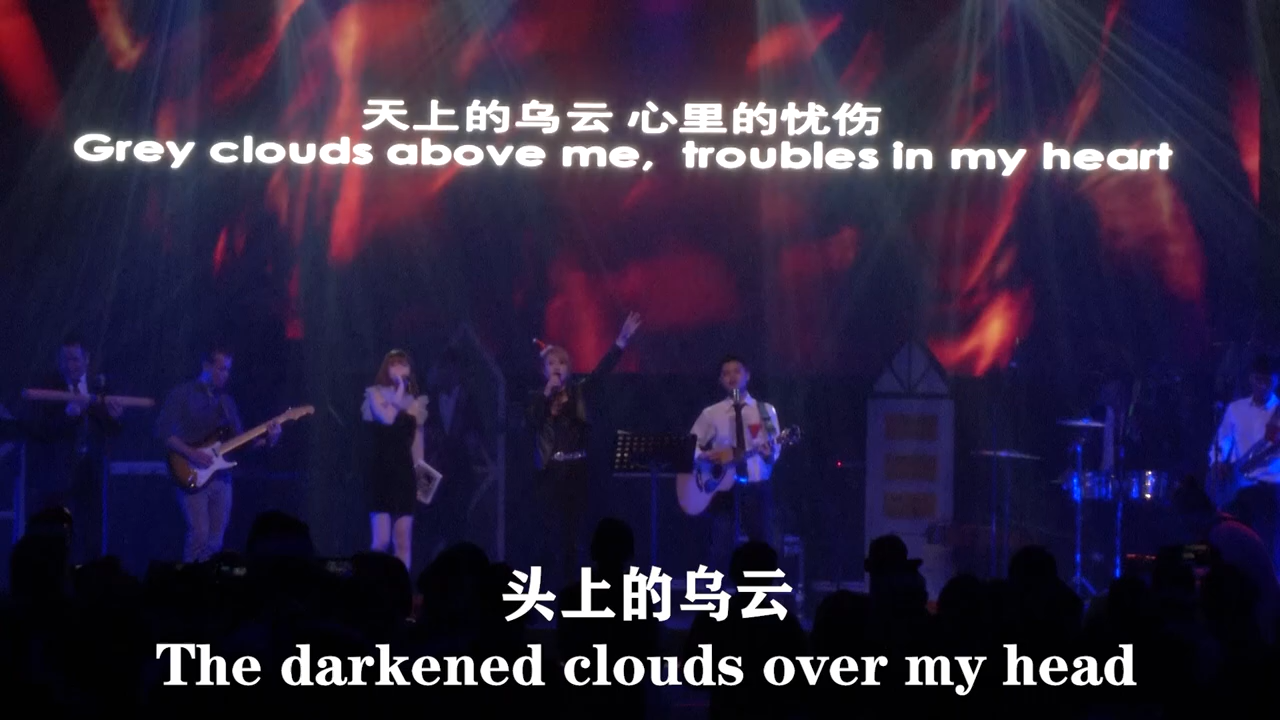 天上的乌云 心里的忧伤
Grey clouds above me, troubles in my heart
头上的乌云
The darkened clouds over my head